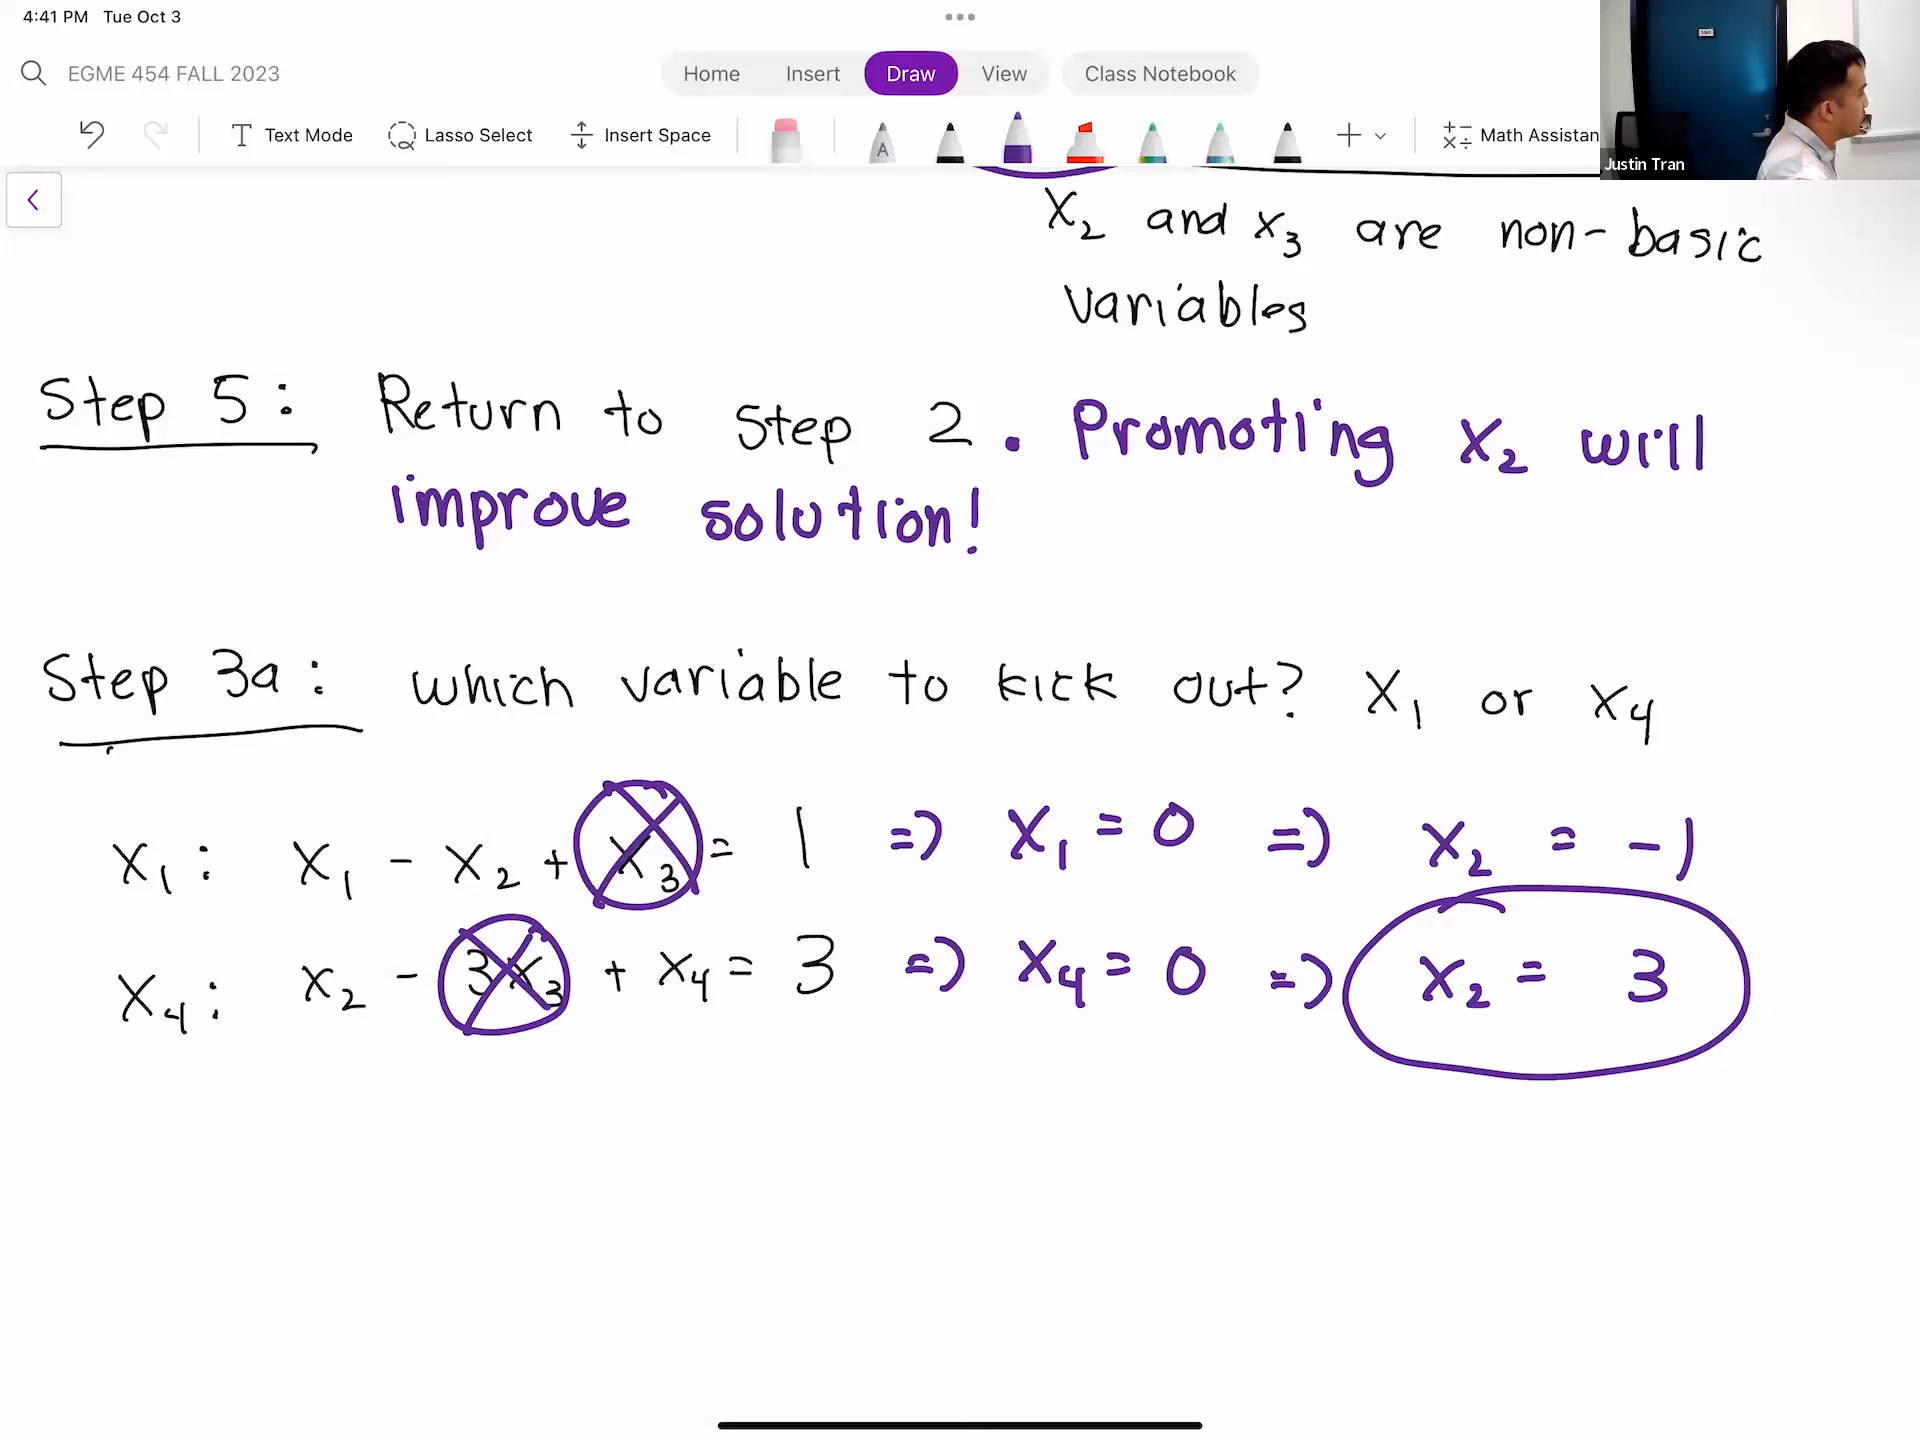 4:41 PM Tue Oct 3
EGME 454 FALL 2023
Home Insert Draw View Class Notebook
Text Mode Lasso Select Insert Space A Math Assistan
Justin Tran
X₂ and x₃ are non-basic
variables
Step 5: Return to Step 2. Promoting X₂ will
improve solution!
Step 3a: which variable to kick out? X₁ or X₄
X₁: X₁ - X₂ + X₃ = 1 => X₁ = 0 => X₂ = -1
X₄: X₂ - 3X₃ + X₄ = 3 => X₄ = 0 => X₂ = 3